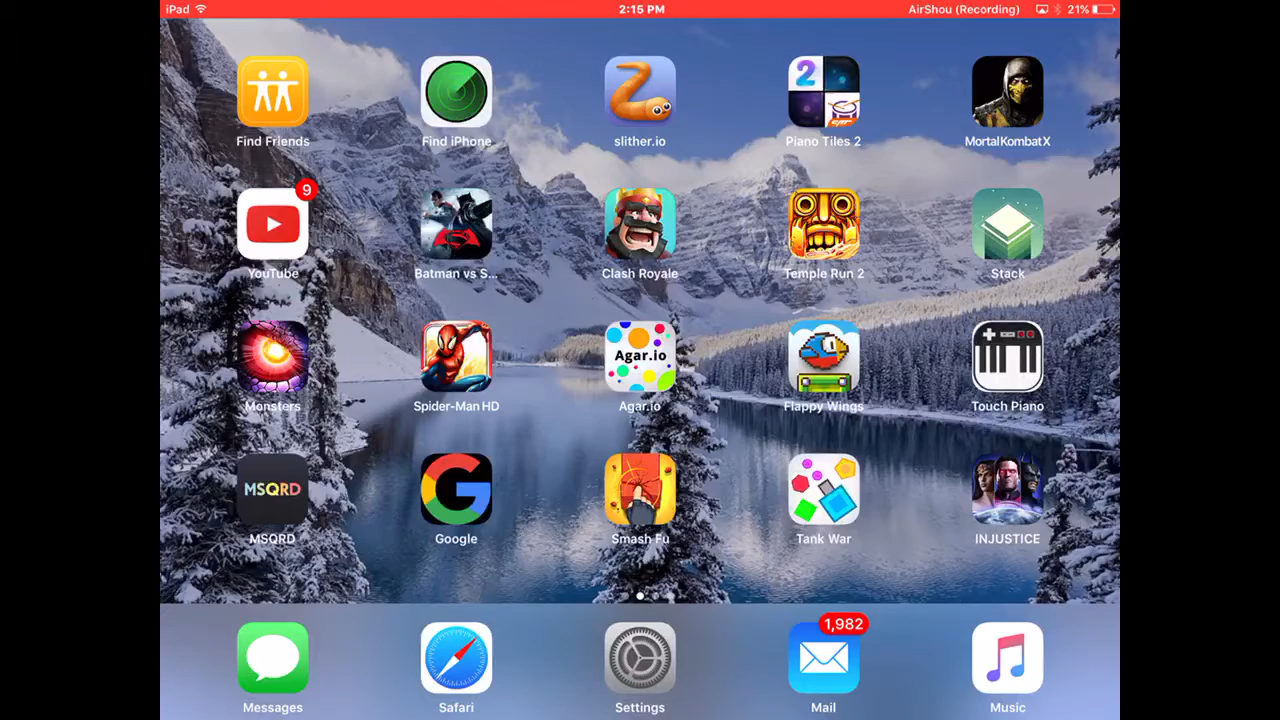 iPad 2:15 PM AirShou (Recording) 21%
2
Find Friends Find iPhone slither.io Piano Tiles 2 MortalKombatX
9
YouTube Batman vs S... Clash Royale Temple Run 2 Stack
Agar.io
Monsters Spider-Man HD Agar.io Flappy Wings Touch Piano
MSQRD G
MSQRD Google Smash Fu Tank War INJUSTICE
1,982
Messages Safari Settings Mail Music